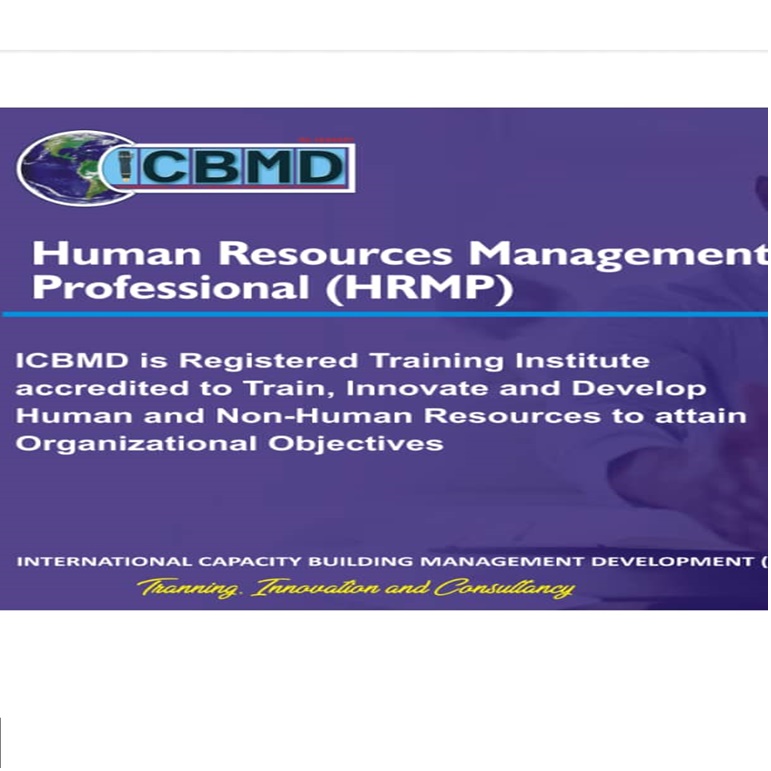 iCBMD
Human Resources Management
Professional (HRMP)
ICBMD is Registered Training Institute
accredited to Train, Innovate and Develop
Human and Non-Human Resources to attain
Organizational Objectives
INTERNATIONAL CAPACITY BUILDING MANAGEMENT DEVELOPMENT (
Tranning, Innovation and Consultancy